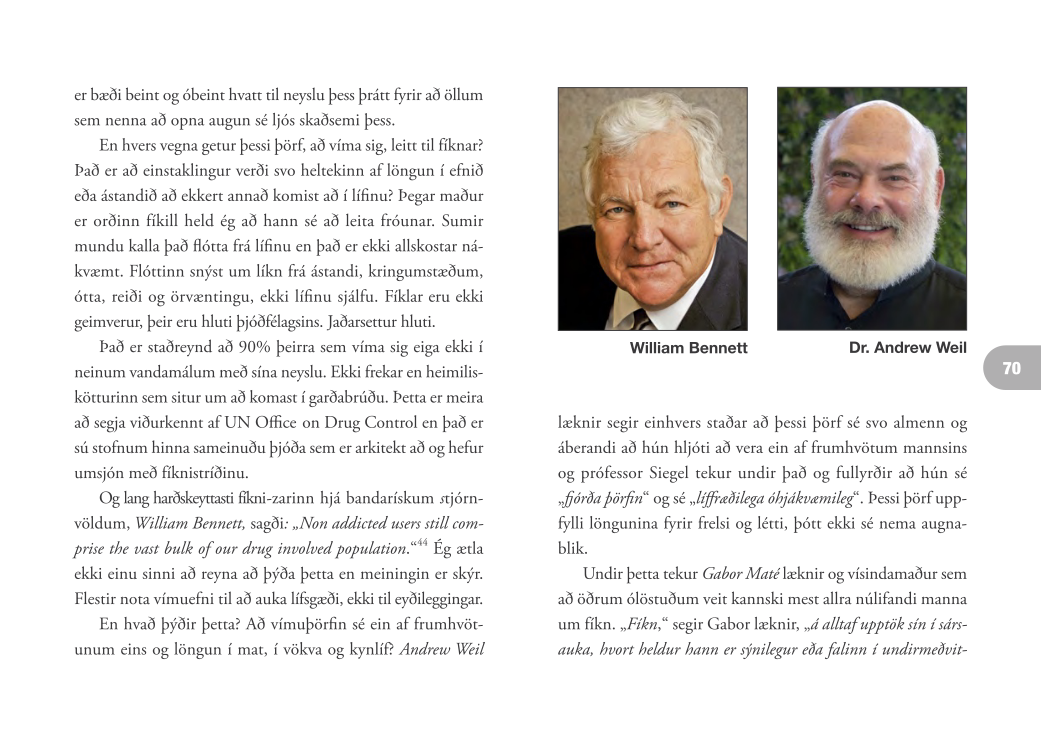 er bæði beint og óbeint hvatt til neyslu þess þrátt fyrir að öllum
sem nenna að opna augun sé ljós skaðsemi þess.
En hvers vegna getur þessi þörf, að víma sig, leitt til fíknar?
Það er að einstaklingur verði svo heltekinn af löngun í efnið
eða ástandið að ekkert annað komist að í lífinu? Þegar maður
er orðinn fíkill held ég að hann sé að leita fróunar. Sumir
mundu kalla það flótta frá lífinu en það er ekki allskostar ná-
kvæmt. Flóttinn snýst um líkn frá ástandi, kringumstæðum,
ótta, reiði og örvæntingu, ekki lífinu sjálfu. Fíklar eru ekki
geimverur, þeir eru hluti þjóðfélagsins. Jaðarsettur hluti.
Það er staðreynd að 90% þeirra sem víma sig eiga ekki í
neinum vandamálum með sína neyslu. Ekki frekar en heimilis-
kötturinn sem situr um að komast í garðabrúðu. Þetta er meira
að segja viðurkennt af UN Office on Drug Control en það er
sú stofnum hinna sameinuðu þjóða sem er arkitekt að og hefur
umsjón með fíknistríðinu.
Og lang harðskeyttasti fíkni-zarinn hjá bandarískum stjórn-
völdum, William Bennett, sagði: „Non addicted users still com-
prise the vast bulk of our drug involved population.“44 Ég ætla
ekki einu sinni að reyna að þýða þetta en meiningin er skýr.
Flestir nota vímuefni til að auka lífsgæði, ekki til eyðileggingar.
En hvað þýðir þetta? Að vímuþörfin sé ein af frumhvöt-
unum eins og löngun í mat, í vökva og kynlíf? Andrew Weil
William Bennett
Dr. Andrew Weil
70
læknir segir einhvers staðar að þessi þörf sé svo almenn og
áberandi að hún hljóti að vera ein af frumhvötum mannsins
og prófessor Siegel tekur undir það og fullyrðir að hún sé
„fjórða þörfin“ og sé „líffræðilega óhjákvæmileg“. Þessi þörf upp-
fylli löngunina fyrir frelsi og létti, þótt ekki sé nema augna-
blik.
Undir þetta tekur Gabor Maté læknir og vísindamaður sem
að öðrum ólöstuðum veit kannski mest allra núlifandi manna
um fíkn. „Fíkn,“ segir Gabor læknir, „á alltaf upptök sín í sárs-
auka, hvort heldur hann er sýnilegur eða falinn í undirmeðvit-